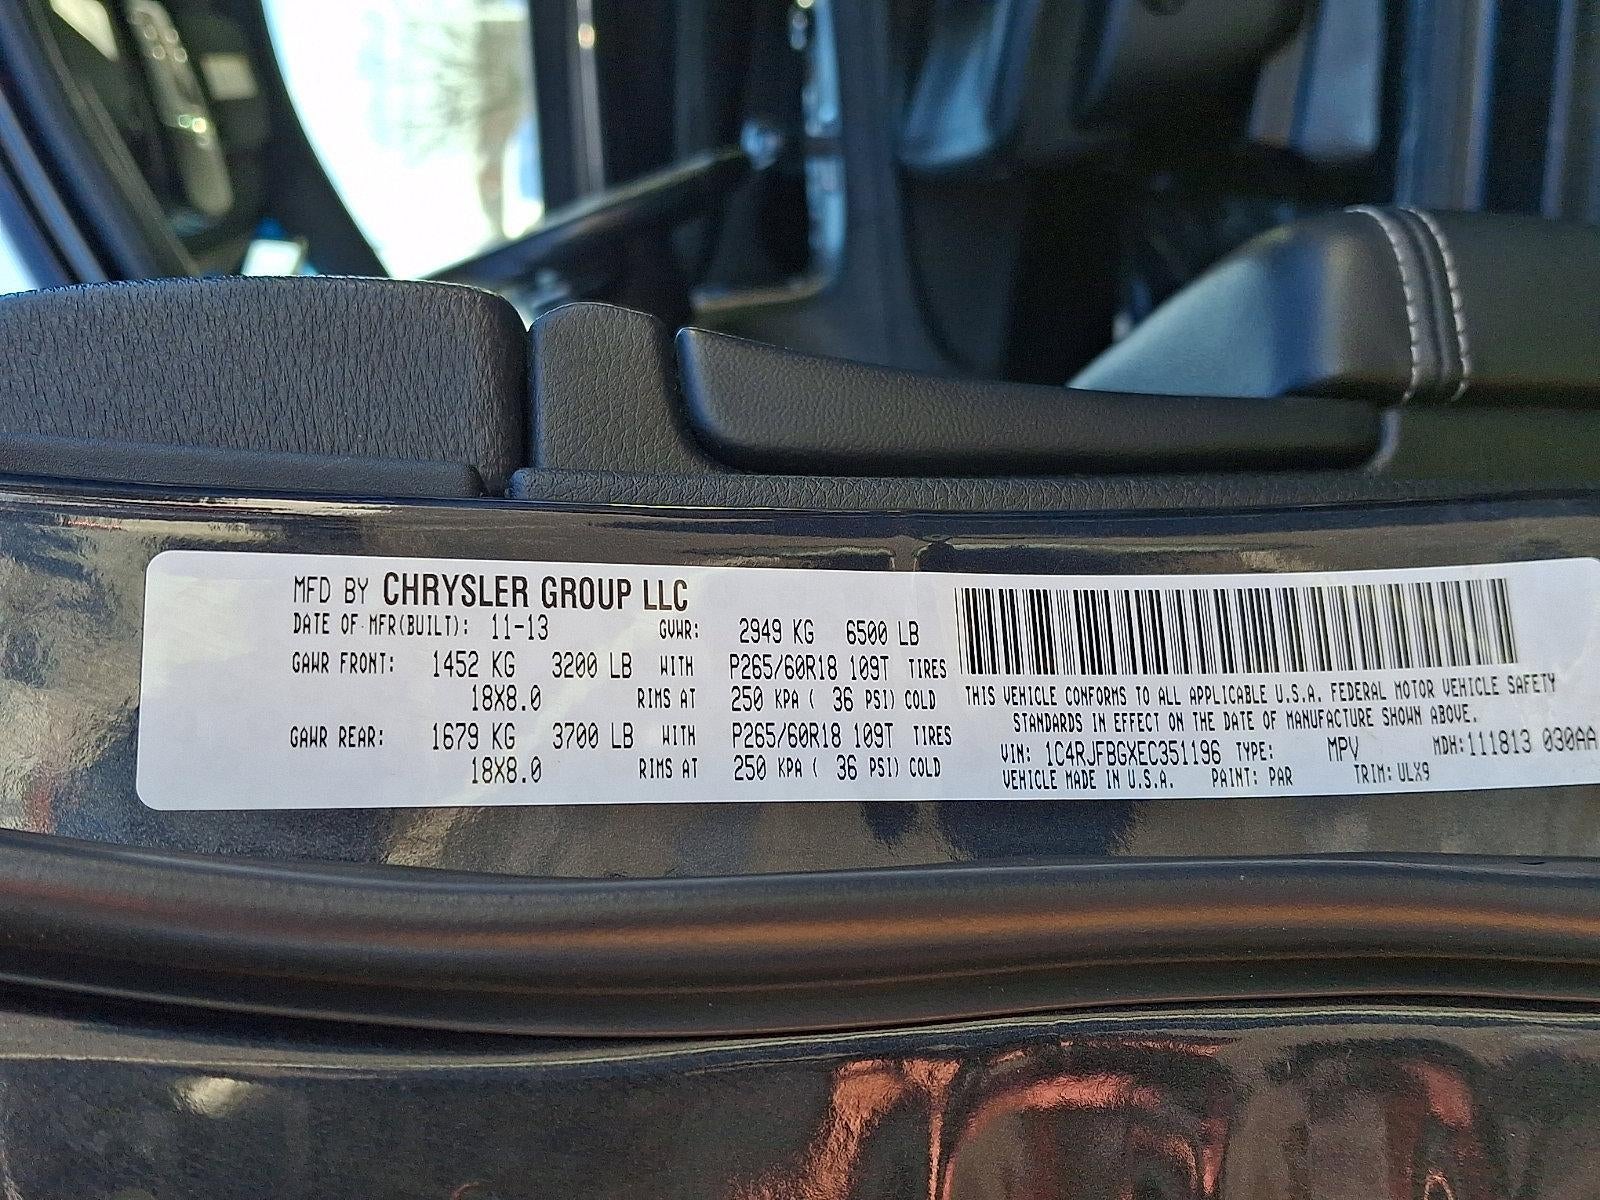 MFD BY CHRYSLER GROUP LLC
DATE OF MFR(BUILT): 11-13 GVWR: 2949 KG 6500 LB
GAWR FRONT: 1452 KG 3200 LB WITH P265/60R18 109T TIRES
18X8.0 RIMS AT 250 KPA ( 36 PSI) COLD
GAWR REAR: 1679 KG 3700 LB WITH P265/60R18 109T TIRES
18X8.0 RIMS AT 250 KPA ( 36 PSI) COLD
THIS VEHICLE CONFORMS TO ALL APPLICABLE U.S.A. FEDERAL MOTOR VEHICLE SAFETY
STANDARDS IN EFFECT ON THE DATE OF MANUFACTURE SHOWN ABOVE.
VIN: 1C4RJFBGXEC351196 TYPE: MPV MDH:111813 030AA
VEHICLE MADE IN U.S.A. PAINT: PAR TRIM: ULX9